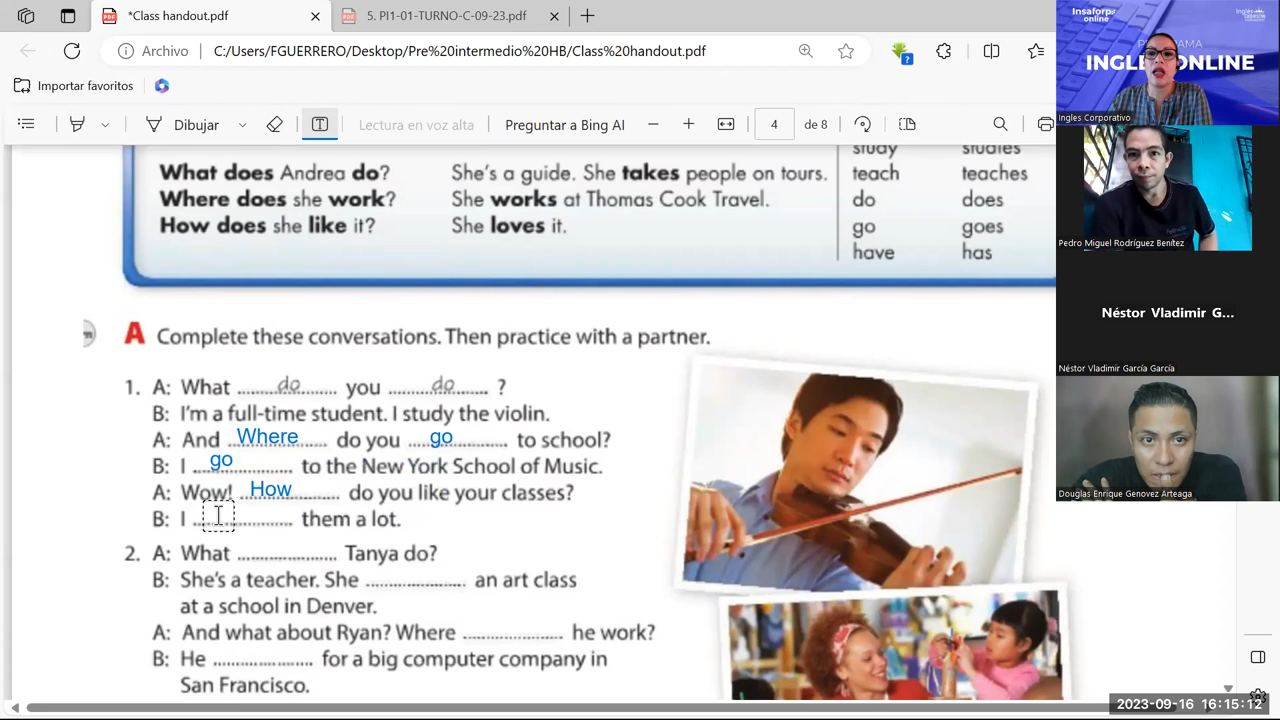 *Class handout.pdf
5.111-01-TURNO-C-09-23.pdf
Archivo
C:/Users/FGUERRERO/Desktop/Pre%20intermedio%20HB/Class%20handout.pdf
Importar favoritos
Dibujar
Lectura en voz alta
Preguntar a Bing AI
4
de 8
study studies
What does Andrea do? She's a guide. She takes people on tours. teach teaches
Where does she work? She works at Thomas Cook Travel. do does
How does she like it? She loves it. go goes
have has
A Complete these conversations. Then practice with a partner.
1. A: What do you do ?
B: I'm a full-time student. I study the violin.
A: And Where do you go to school?
B: I go to the New York School of Music.
A: Wow! How do you like your classes?
B: I ............ them a lot.
2. A: What ............ Tanya do?
B: She's a teacher. She ............ an art class
at a school in Denver.
A: And what about Ryan? Where ............ he work?
B: He ............ for a big computer company in
San Francisco.
Insaforp
online
Inglés
INGLE ONLINE
Ingles Corporativo
Pedro Miguel Rodríguez Benítez
Néstor Vladimir G...
Néstor Vladimir García García
Douglas Enrique Genovez Arteaga
2023-09-16 16:15:12